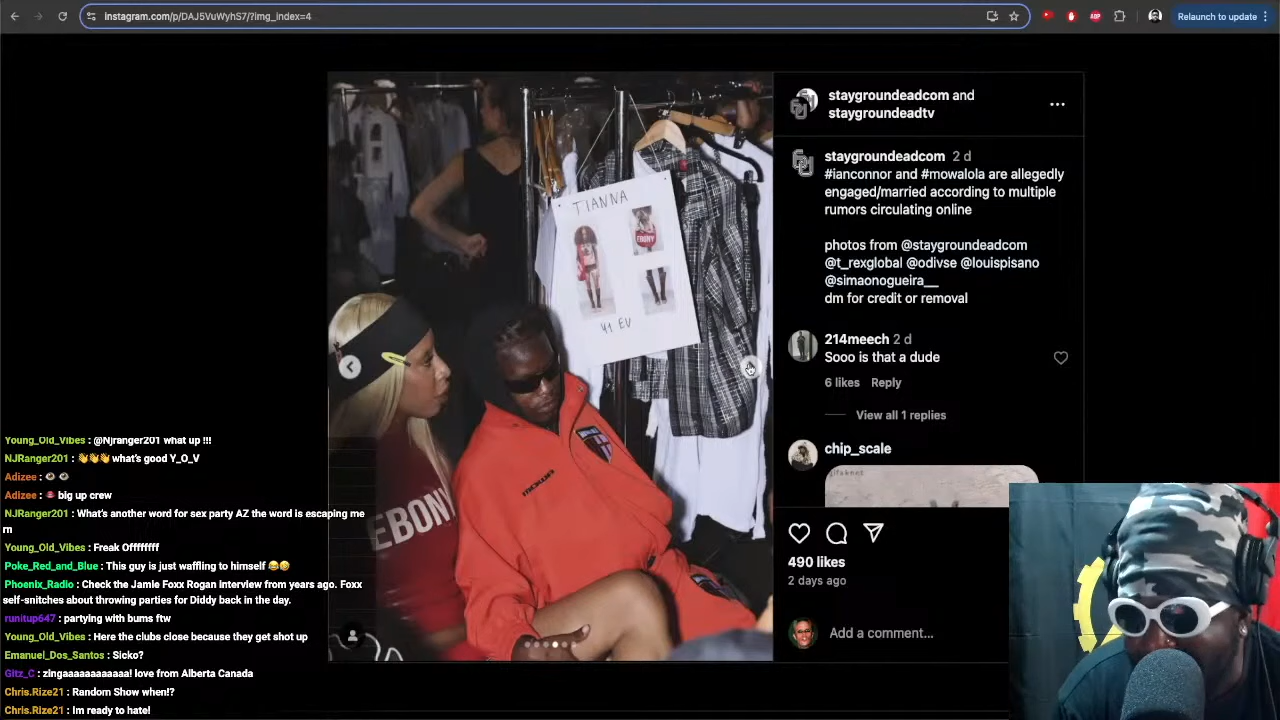 instagram.com/p/DAJ5VuWyhS7/?img_index=4
Relaunch to update
ABP
TIANNA
EBONY
41 EU
EBONY
staygroundeadcom and
staygroundeadtv
staygroundeadcom 2 d
#ianconnor and #mowalola are allegedly
engaged/married according to multiple
rumors circulating online
photos from @staygroundeadcom
@t_rexglobal @odivse @louispisano
@simaonogueira__
dm for credit or removal
214meech 2 d
Sooo is that a dude
6 likes Reply
View all 1 replies
chip_scale
490 likes
2 days ago
Add a comment...
Young_Old_Vibes : @Njranger201 what up !!!
NJRanger201 : 👋👋👋 what's good Y_O_V
Adizee : 👁 👁
Adizee : big up crew
NJRanger201 : What's another word for sex party AZ the word is escaping me
rn
Young_Old_Vibes : Freak Offfffffff
Poke_Red_and_Blue : This guy is just waffling to himself 😂🤣
Phoenix_Radio : Check the Jamie Foxx Rogan Interview from years ago. Foxx
self-snitches about throwing parties for Diddy back in the day.
runitup647 : partying with bums ftw
Young_Old_Vibes : Here the clubs close because they get shot up
Emanuel_Dos_Santos : Sicko?
Gitz_C : zingaaaaaaaaaaa! love from Alberta Canada
Chris.Rize21 : Random Show when!?
Chris.Rize21 : Im ready to hate!